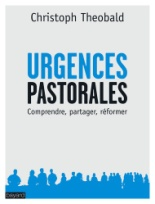 Christoph Theobald
URGENCES
PASTORALES
Comprendre, partager, réformer
bayard